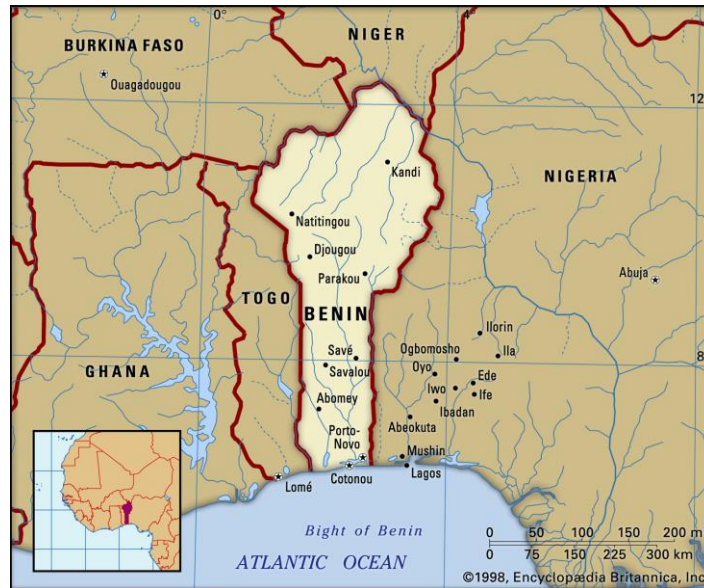 0°
4°
NIGER
BURKINA FASO
Ouagadougou
12
Kandi
NIGERIA
Natitingou
Djougou
Parakou
Abuja
TOGO
BENIN
Ilorin
Ogbomosho
Ila
Savé
8
GHANA
Savalou
Oyo
Ede
Iwo
Ife
Abomey
Ibadan
Abeokuta
Porto-
Novo
Mushin
Lomé
Cotonou
Lagos
Bight of Benin
ATLANTIC OCEAN
0 50 100 150 200 m
0 75 150 225 300 km
©1998, Encyclopædia Britannica, Inc